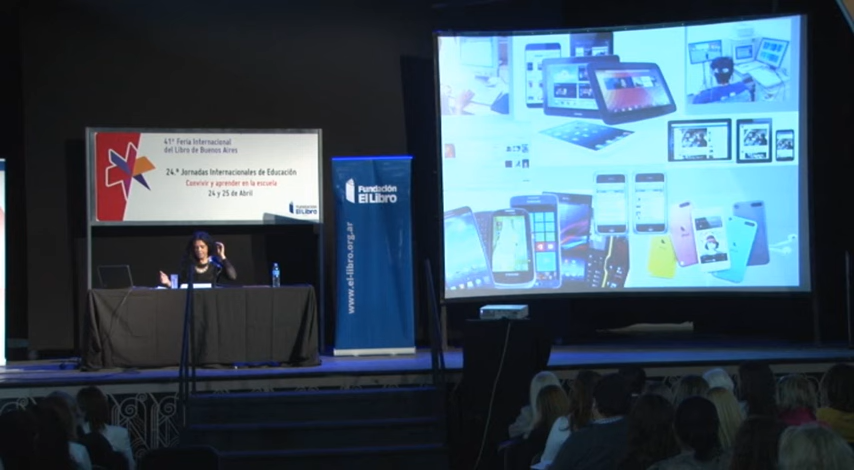 41ª Feria Internacional
del Libro de Buenos Aires
24.ª Jornadas Internacionales de Educación
Convivir y aprender en la escuela
24 y 25 de Abril
Fundación
El Libro
Fundación
El Libro
www.el-libro.org.ar